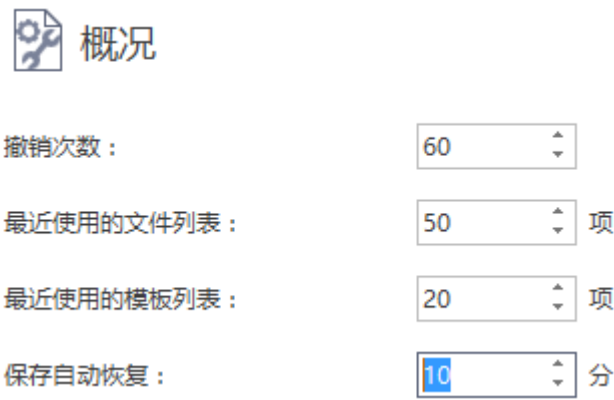 概况
撤销次数： 60
最近使用的文件列表： 50 项
最近使用的模板列表： 20 项
保存自动恢复： 10 分